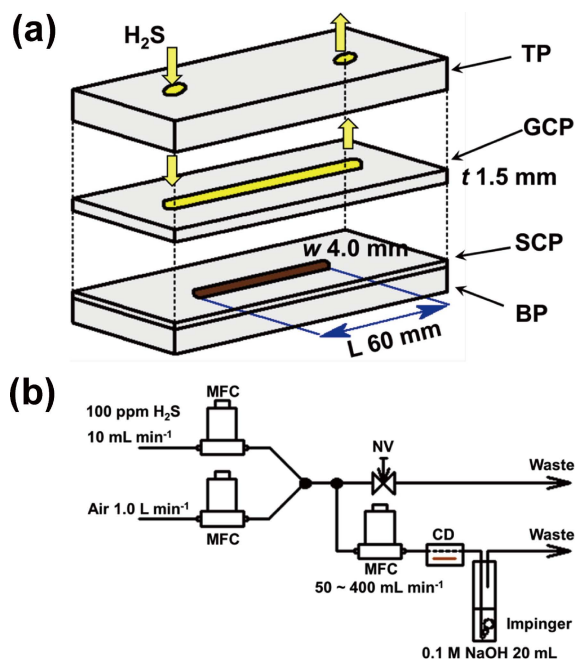 (a)
H₂S
TP
GCP
t 1.5 mm
w 4.0 mm
SCP
L 60 mm
BP
(b)
MFC
100 ppm H₂S
10 mL min⁻¹
NV
Waste
Air 1.0 L min⁻¹
MFC
CD
Waste
MFC
50 ~ 400 mL min⁻¹
Impinger
0.1 M NaOH 20 mL